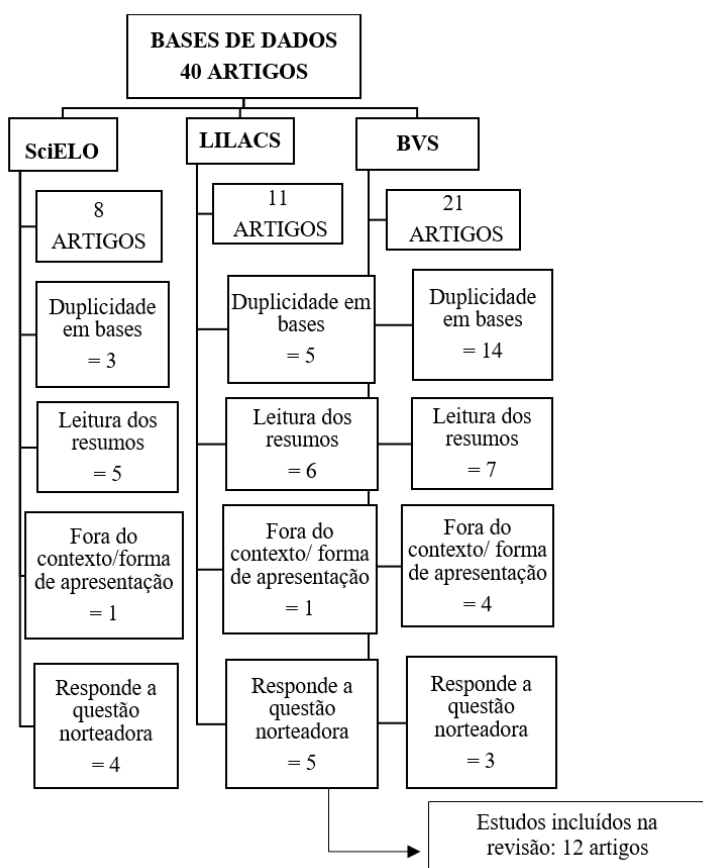 BASES DE DADOS
40 ARTIGOS
SciELO
LILACS
BVS
8
ARTIGOS
11
ARTIGOS
21
ARTIGOS
Duplicidade
em bases
= 3
Duplicidade em
bases
= 5
Duplicidade
em bases
= 14
Leitura dos
resumos
= 5
Leitura dos
resumos
= 6
Leitura dos
resumos
= 7
Fora do
contexto/forma
de apresentação
= 1
Fora do
contexto/ forma
de apresentação
= 1
Fora do
contexto/ forma
de apresentação
= 4
Responde a
questão
norteadora
= 4
Responde a
questão
norteadora
= 5
Responde a
questão
norteadora
= 3
Estudos incluídos na
revisão: 12 artigos